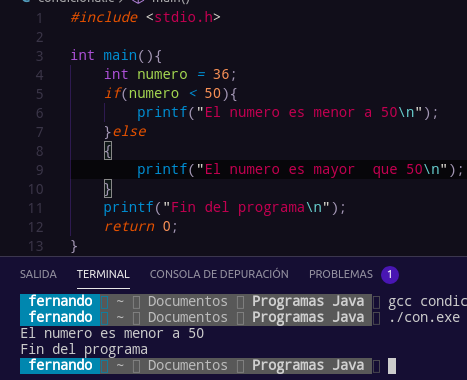 1 #include <stdio.h>
2
3 int main(){
4 int numero = 36;
5 if(numero < 50){
6 printf("El numero es menor a 50\n");
7 }else
8 {
9 printf("El numero es mayor  que 50\n");
10 }
11 printf("Fin del programa\n");
12 return 0;
13 }
SALIDA TERMINAL CONSOLA DE DEPURACIÓN PROBLEMAS 1
fernando ~ Documentos Programas Java gcc condic
fernando ~ Documentos Programas Java ./con.exe
El numero es menor a 50
Fin del programa
fernando ~ Documentos Programas Java